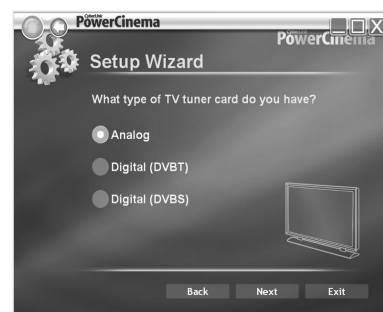 CyberLink
PowerCinema
CyberLink
PowerCinema
Setup Wizard
What type of TV tuner card do you have?
Analog
Digital (DVBT)
Digital (DVBS)
Back Next Exit